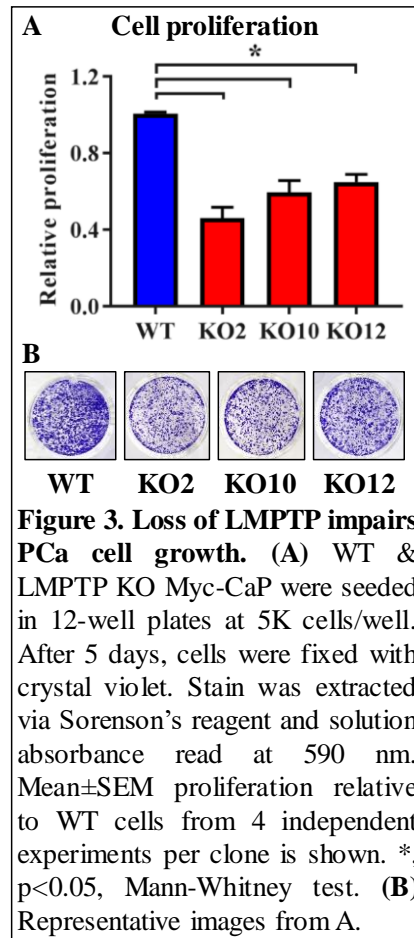 A Cell proliferation
*
Relative proliferation
1.2
0.8
0.4
0.0
WT KO2 KO10 KO12
B
WT KO2 KO10 KO12
Figure 3. Loss of LMPTP impairs
PCa cell growth. (A) WT &
LMPTP KO Myc-CaP were seeded
in 12-well plates at 5K cells/well.
After 5 days, cells were fixed with
crystal violet. Stain was extracted
via Sorenson's reagent and solution
absorbance read at 590 nm.
Mean±SEM proliferation relative
to WT cells from 4 independent
experiments per clone is shown. *,
p<0.05, Mann-Whitney test. (B)
Representative images from A.